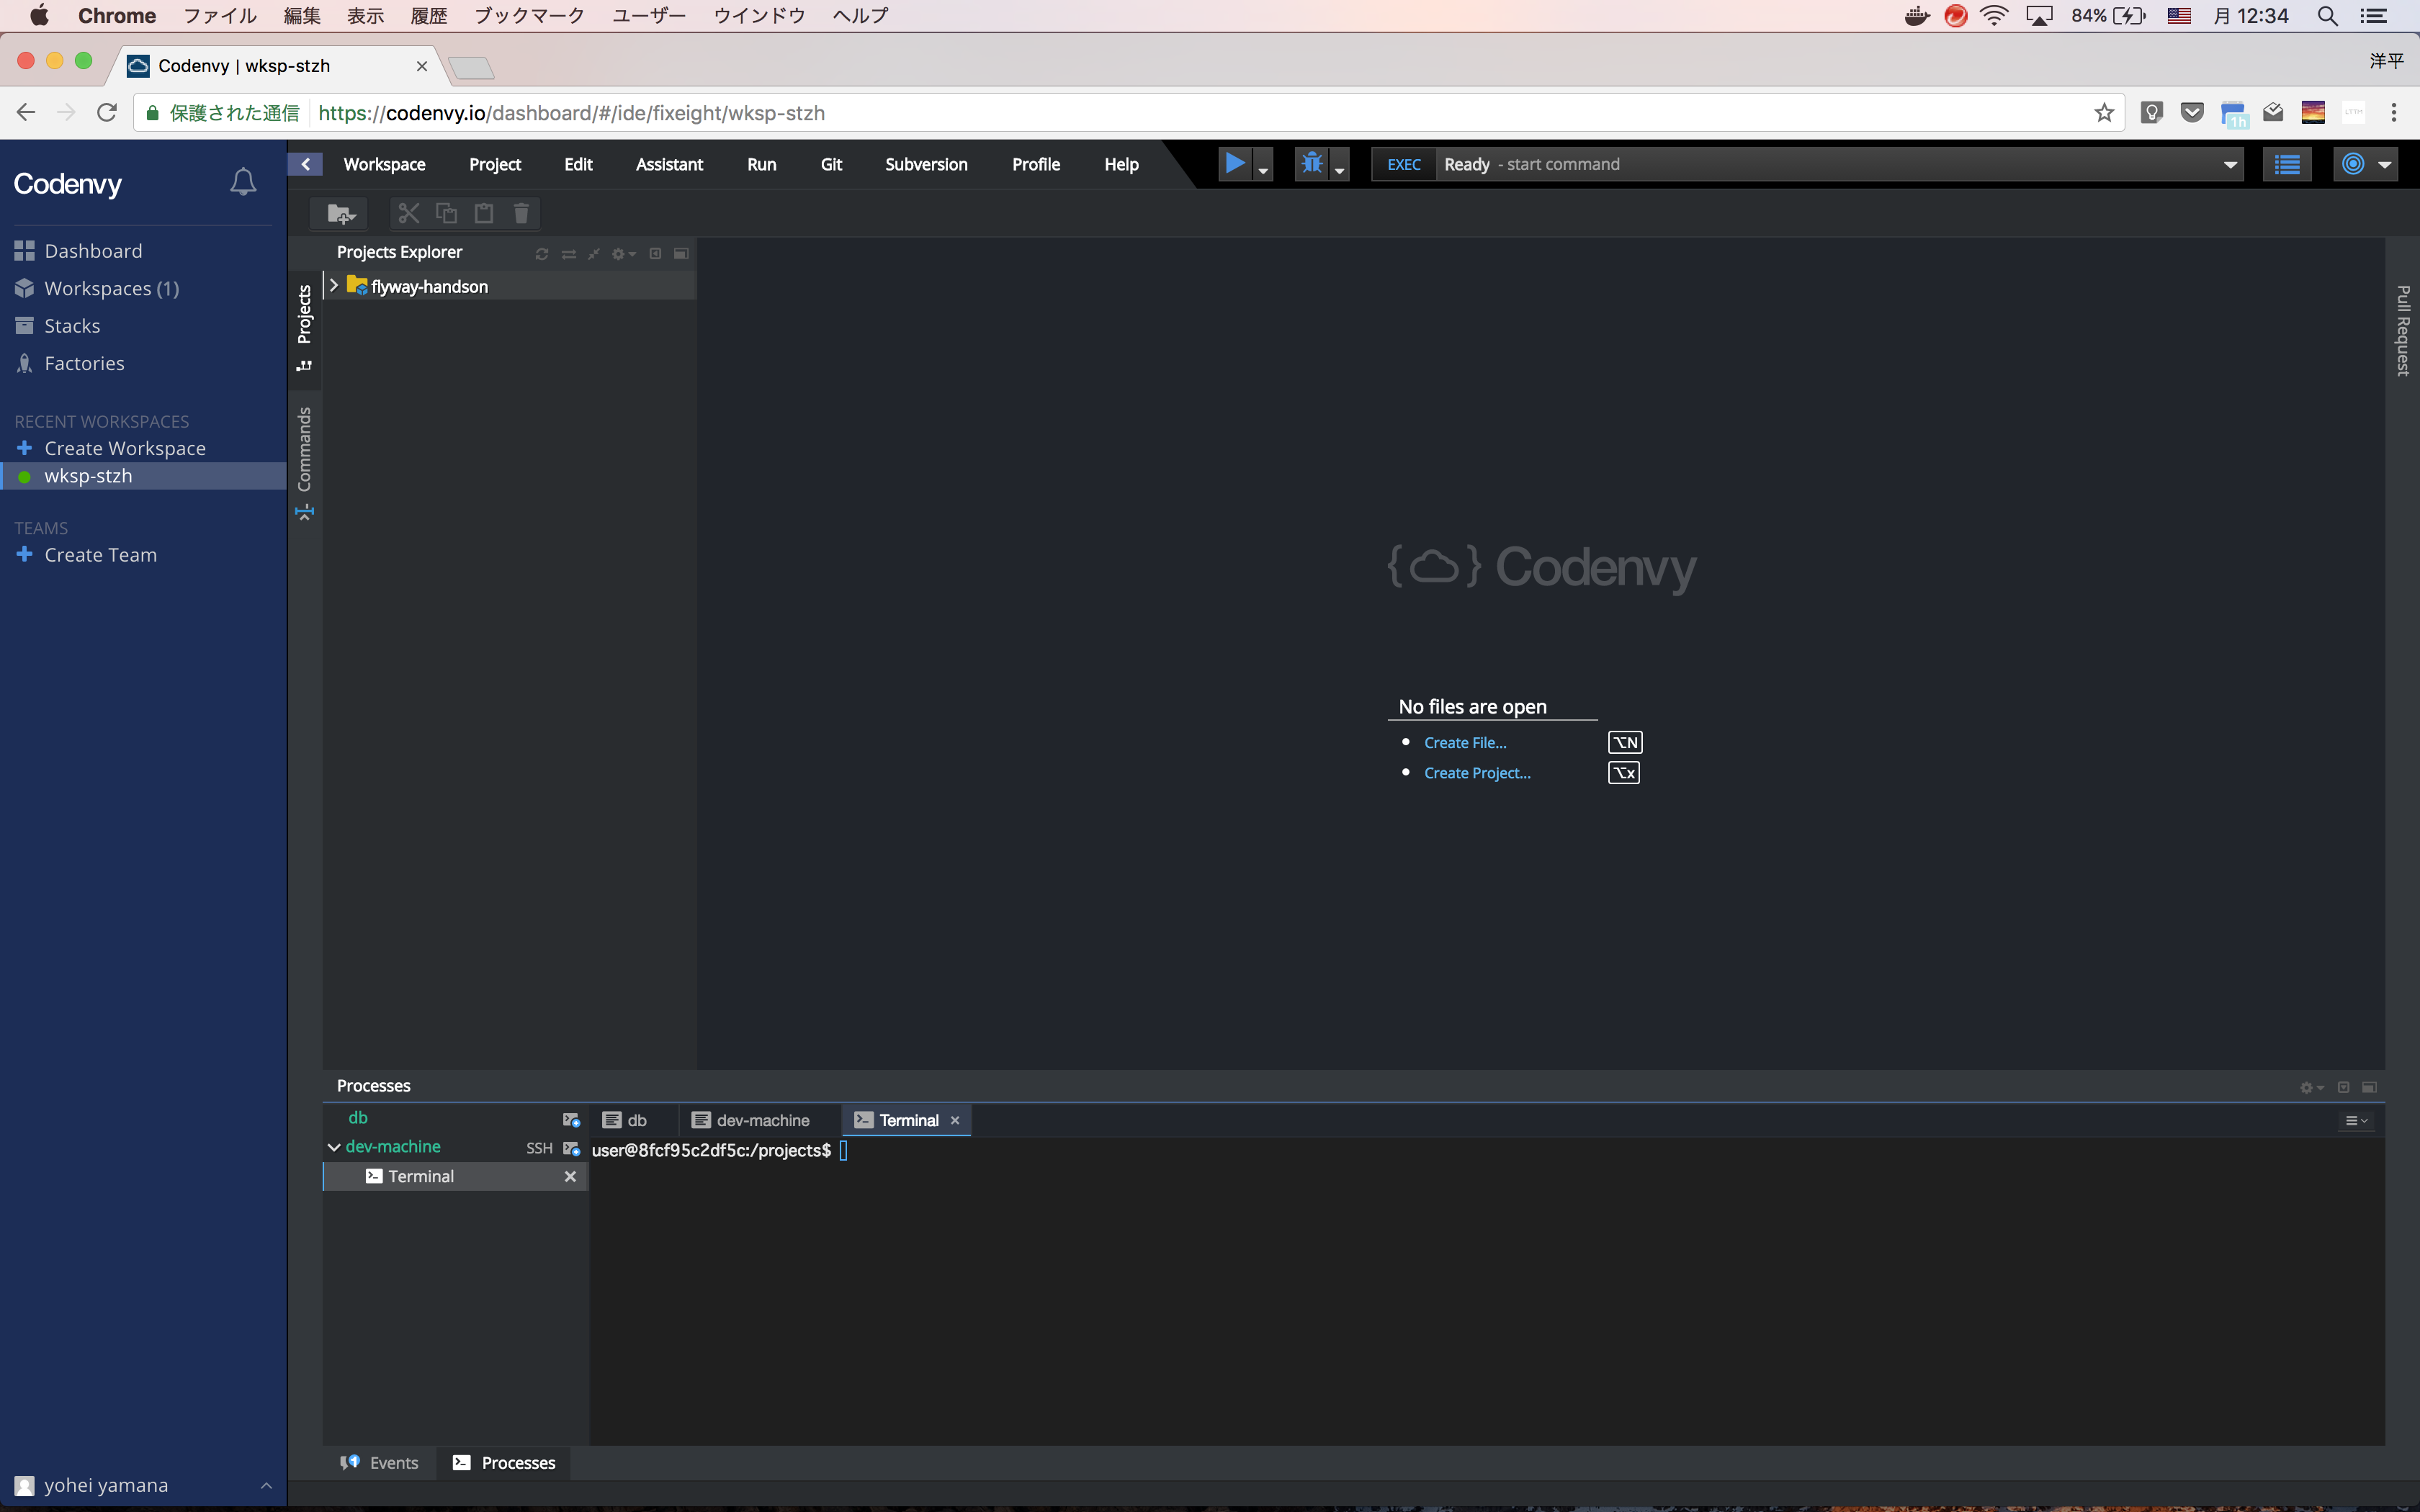 Chrome ファイル 編集 表示 履歴 ブックマーク ユーザー ウインドウ ヘルプ 84% 月 12:34
Codenvy | wksp-stzh 洋平
保護された通信 https://codenvy.io/dashboard/#/ide/fixeight/wksp-stzh 1h LTTM
Codenvy
Dashboard
Workspaces (1)
Stacks
Factories
RECENT WORKSPACES
Create Workspace
wksp-stzh
TEAMS
Create Team
yohei yamana
Workspace Project Edit Assistant Run Git Subversion Profile Help EXEC Ready - start command
Projects Explorer
Projects
Commands
flyway-handson
Pull Request
{ } Codenvy
No files are open
Create File... ⌥N
Create Project... ⌥x
Processes
db
dev-machine SSH
Terminal
db dev-machine Terminal
user@8fcf95c2df5c:/projects$
1 Events Processes